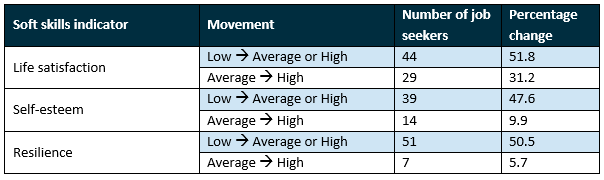 Soft skills indicator Movement Number of job seekers Percentage change
Life satisfaction Low → Average or High 44 51.8
Average → High 29 31.2
Self-esteem Low → Average or High 39 47.6
Average → High 14 9.9
Resilience Low → Average or High 51 50.5
Average → High 7 5.7